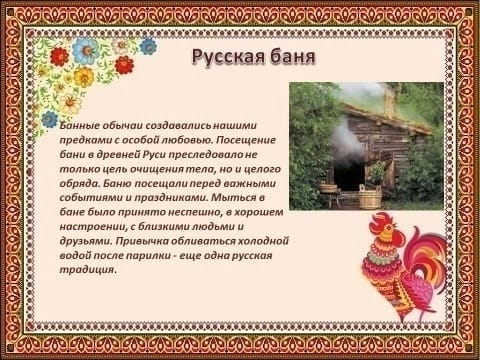 Русская баня
Банные обычаи создавались нашими
предками с особой любовью. Посещение
бани в древней Руси преследовало не
только цель очищения тела, но и целого
обряда. Баню посещали перед важными
событиями и праздниками. Мыться в
бане было принято неспешно, в хорошем
настроении, с близкими людьми и
друзьями. Привычка обливаться холодной
водой после парилки - еще одна русская
традиция.